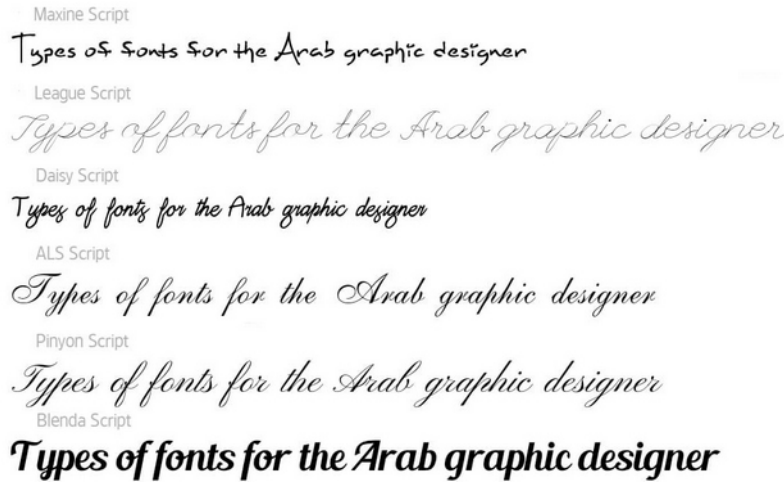 Maxine Script
Types of fonts for the Arab graphic designer
League Script
Types of fonts for the Arab graphic designer
Daisy Script
Types of fonts for the Arab graphic designer
ALS Script
Types of fonts for the Arab graphic designer
Pinyon Script
Types of fonts for the Arab graphic designer
Blenda Script
Types of fonts for the Arab graphic designer